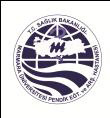 T.C. SAĞLIK BAKANLIĞI
MARMARA ÜNİVERSİTESİ PENDİK EĞT. ve ARŞ. HASTANESİ